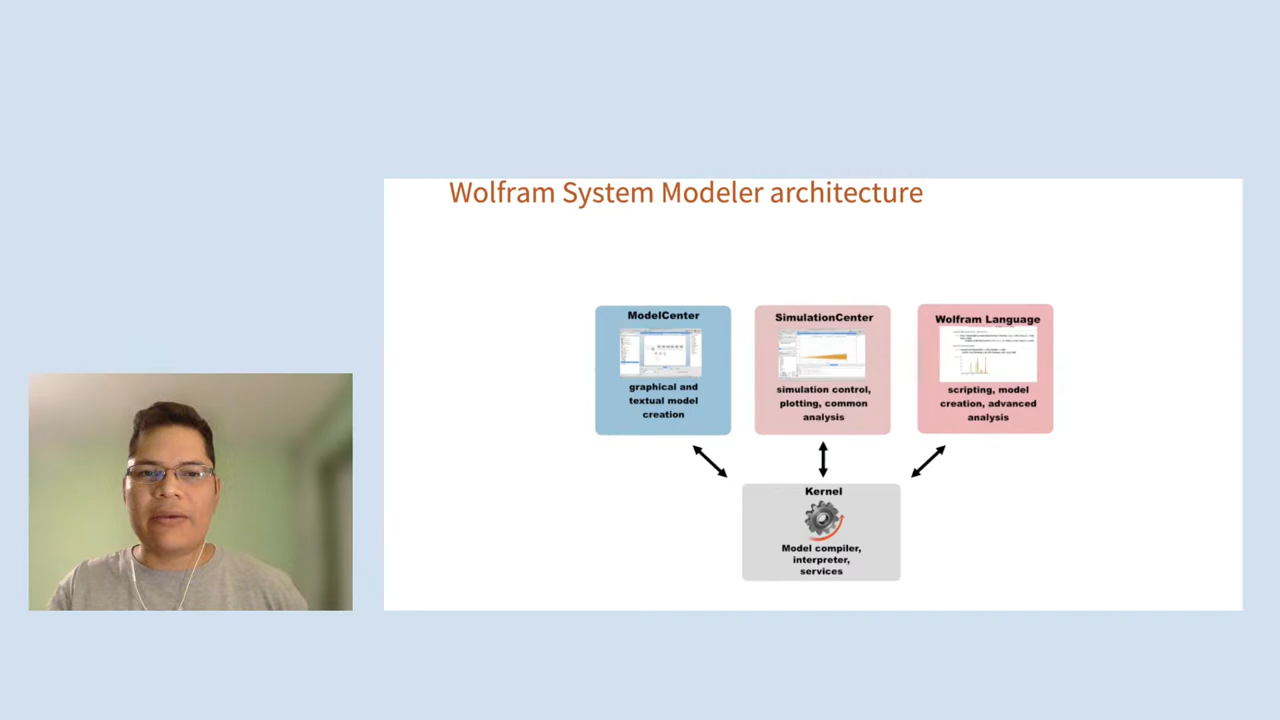 Wolfram System Modeler architecture
ModelCenter
graphical and
textual model
creation
SimulationCenter
simulation control,
plotting, common
analysis
Wolfram Language
scripting, model
creation, advanced
analysis
Kernel
Model compiler,
interpreter,
services